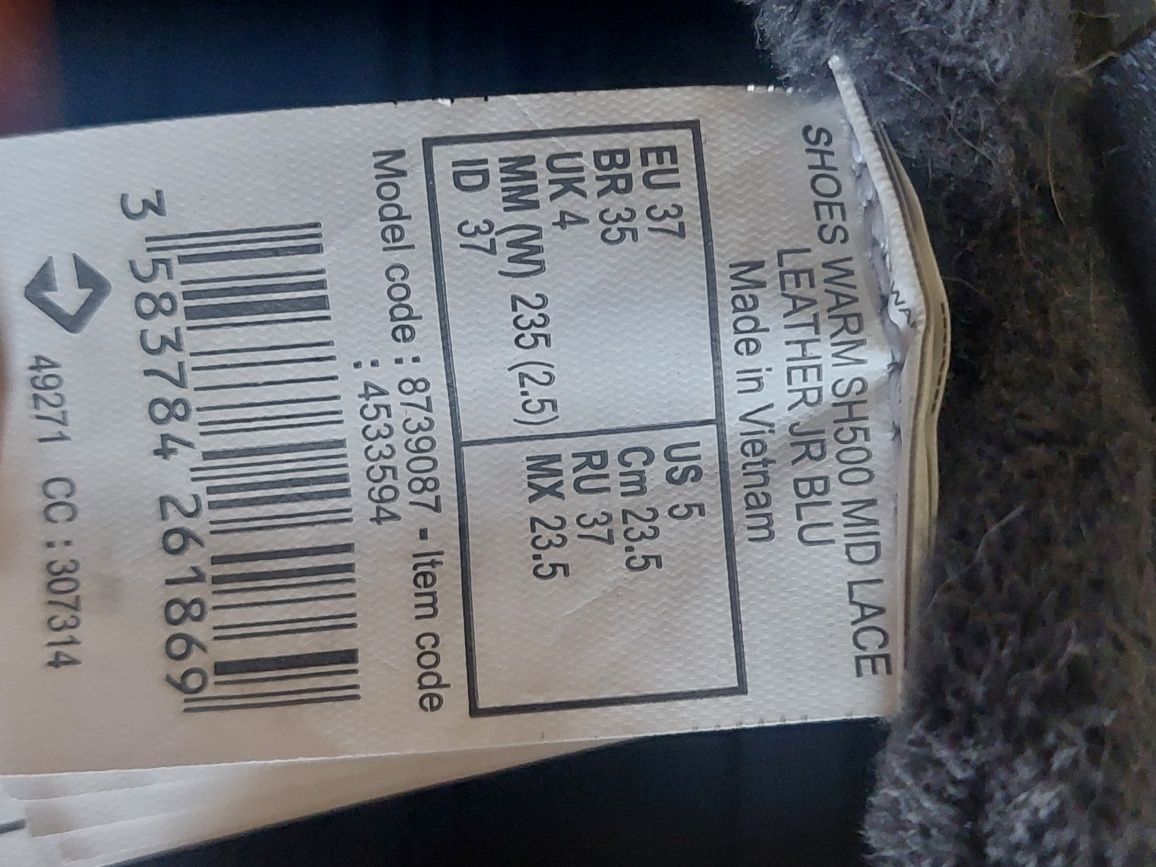 SHOES WARM SH500 MID LACE
LEATHER JR BLU
Made in Vietnam
EU 37 US 5
BR 35 Cm 23.5
UK 4 RU 37
MM (W) 235 (2.5) MX 23.5
ID 37
Model code : 8739087 - Item code
: 4533594
3 583784 261869
49271 CC : 307314